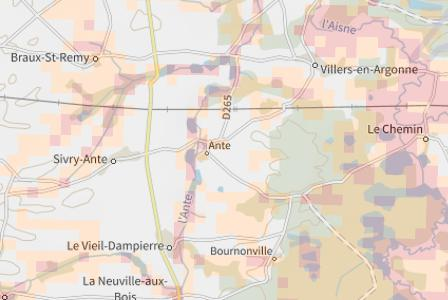 l'Aisne
Braux-St-Remy
Villers-en-Argonne
D265
Le Chemin
Ante
Sivry-Ante
l'Ante
Le Vieil-Dampierre
Bournonville
La Neuville-aux-
Bois